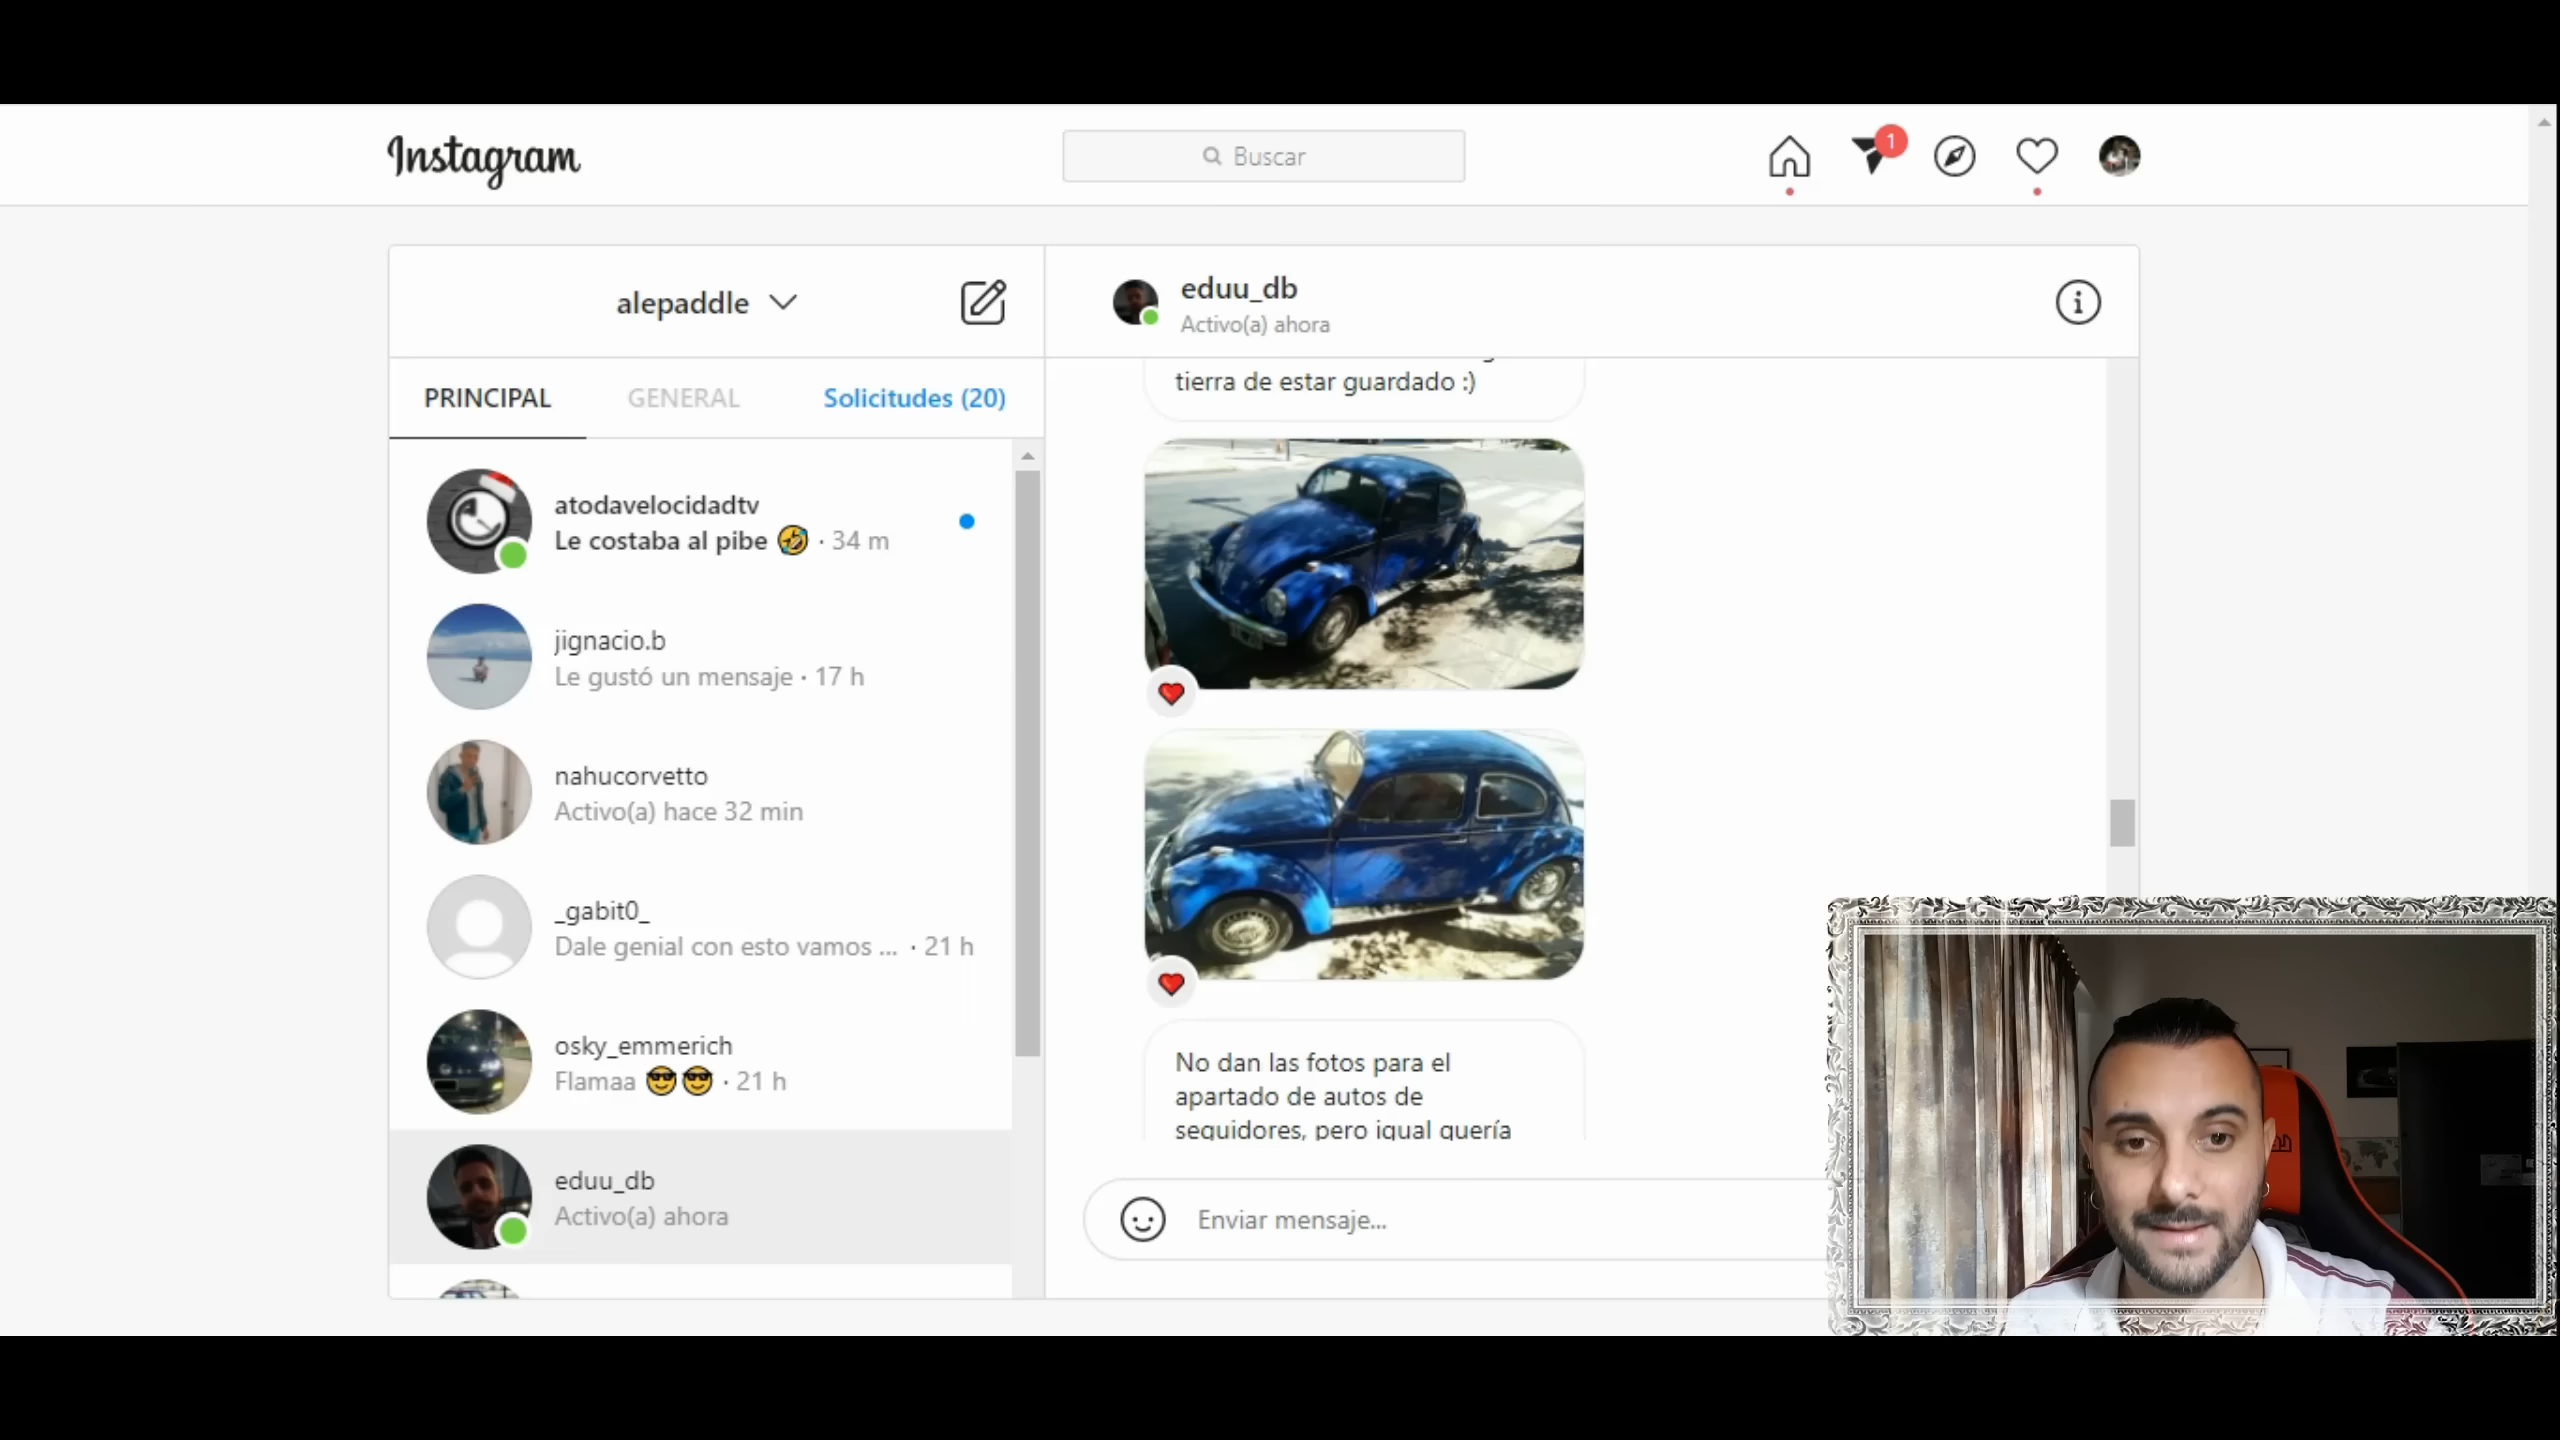 Instagram
Buscar
1
alepaddle
eduu_db
Activo(a) ahora
PRINCIPAL
GENERAL
Solicitudes (20)
atodavelocidadtv
Le costaba al pibe 🤣 · 34 m
jignacio.b
Le gustó un mensaje · 17 h
nahucorvetto
Activo(a) hace 32 min
_gabit0_
Dale genial con esto vamos ... · 21 h
osky_emmerich
Flamaa 😎😎 · 21 h
eduu_db
Activo(a) ahora
tierra de estar guardado :)
No dan las fotos para el
apartado de autos de
seguidores, pero igual quería
Enviar mensaje...